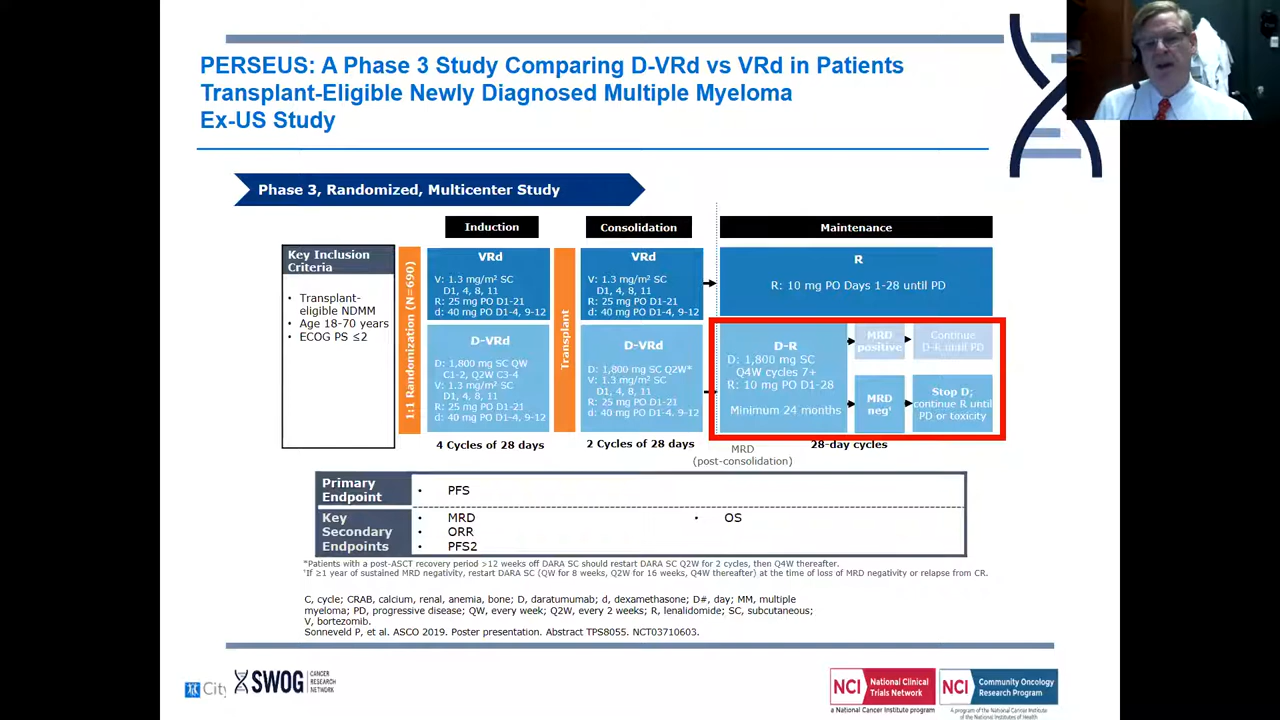 PERSEUS: A Phase 3 Study Comparing D-VRd vs VRd in Patients
Transplant-Eligible Newly Diagnosed Multiple Myeloma
Ex-US Study
Phase 3, Randomized, Multicenter Study
Induction
Consolidation
Maintenance
Key Inclusion
Criteria
• Transplant-
eligible NDMM
• Age 18-70 years
• ECOG PS ≤2
1:1 Randomization (N=690)
VRd
V: 1.3 mg/m² SC
D1, 4, 8, 11
R: 25 mg PO D1-21
d: 40 mg PO D1-4, 9-12
D-VRd
D: 1,800 mg SC QW
C1-2, Q2W C3-4
V: 1.3 mg/m² SC
D1, 4, 8, 11
R: 25 mg PO D1-21
d: 40 mg PO D1-4, 9-12
4 Cycles of 28 days
Transplant
VRd
V: 1.3 mg/m² SC
D1, 4, 8, 11
R: 25 mg PO D1-21
d: 40 mg PO D1-4, 9-12
D-VRd
D: 1,800 mg SC Q2W*
V: 1.3 mg/m² SC
D1, 4, 8, 11
R: 25 mg PO D1-21
d: 40 mg PO D1-4, 9-12
2 Cycles of 28 days
R
R: 10 mg PO Days 1-28 until PD
D-R
D: 1,800 mg SC
Q4W cycles 7+
R: 10 mg PO D1-28
Minimum 24 months
MRD
positive
Continue
D-R until PD
MRD
neg†
Stop D;
continue R until
PD or toxicity
MRD
(post-consolidation)
28-day cycles
Primary
Endpoint
• PFS
Key
Secondary
Endpoints
• MRD
• ORR
• PFS2
• OS
*Patients with a post-ASCT recovery period >12 weeks off DARA SC should restart DARA SC Q2W for 2 cycles, then Q4W thereafter.
†If ≥1 year of sustained MRD negativity, restart DARA SC (QW for 8 weeks, Q2W for 16 weeks, Q4W thereafter) at the time of loss of MRD negativity or relapse from CR.
C, cycle; CRAB, calcium, renal, anemia, bone; D, daratumumab; d, dexamethasone; D#, day; MM, multiple
myeloma; PD, progressive disease; QW, every week; Q2W, every 2 weeks; R, lenalidomide; SC, subcutaneous;
V, bortezomib.
Sonneveld P, et al. ASCO 2019. Poster presentation. Abstract TPS8055. NCT03710603.
City
SWOG
CANCER
RESEARCH
NETWORK
NCI
National Clinical
Trials Network
a National Cancer Institute program
NCI
Community Oncology
Research Program
A program of the National Cancer Institute
of the National Institutes of Health